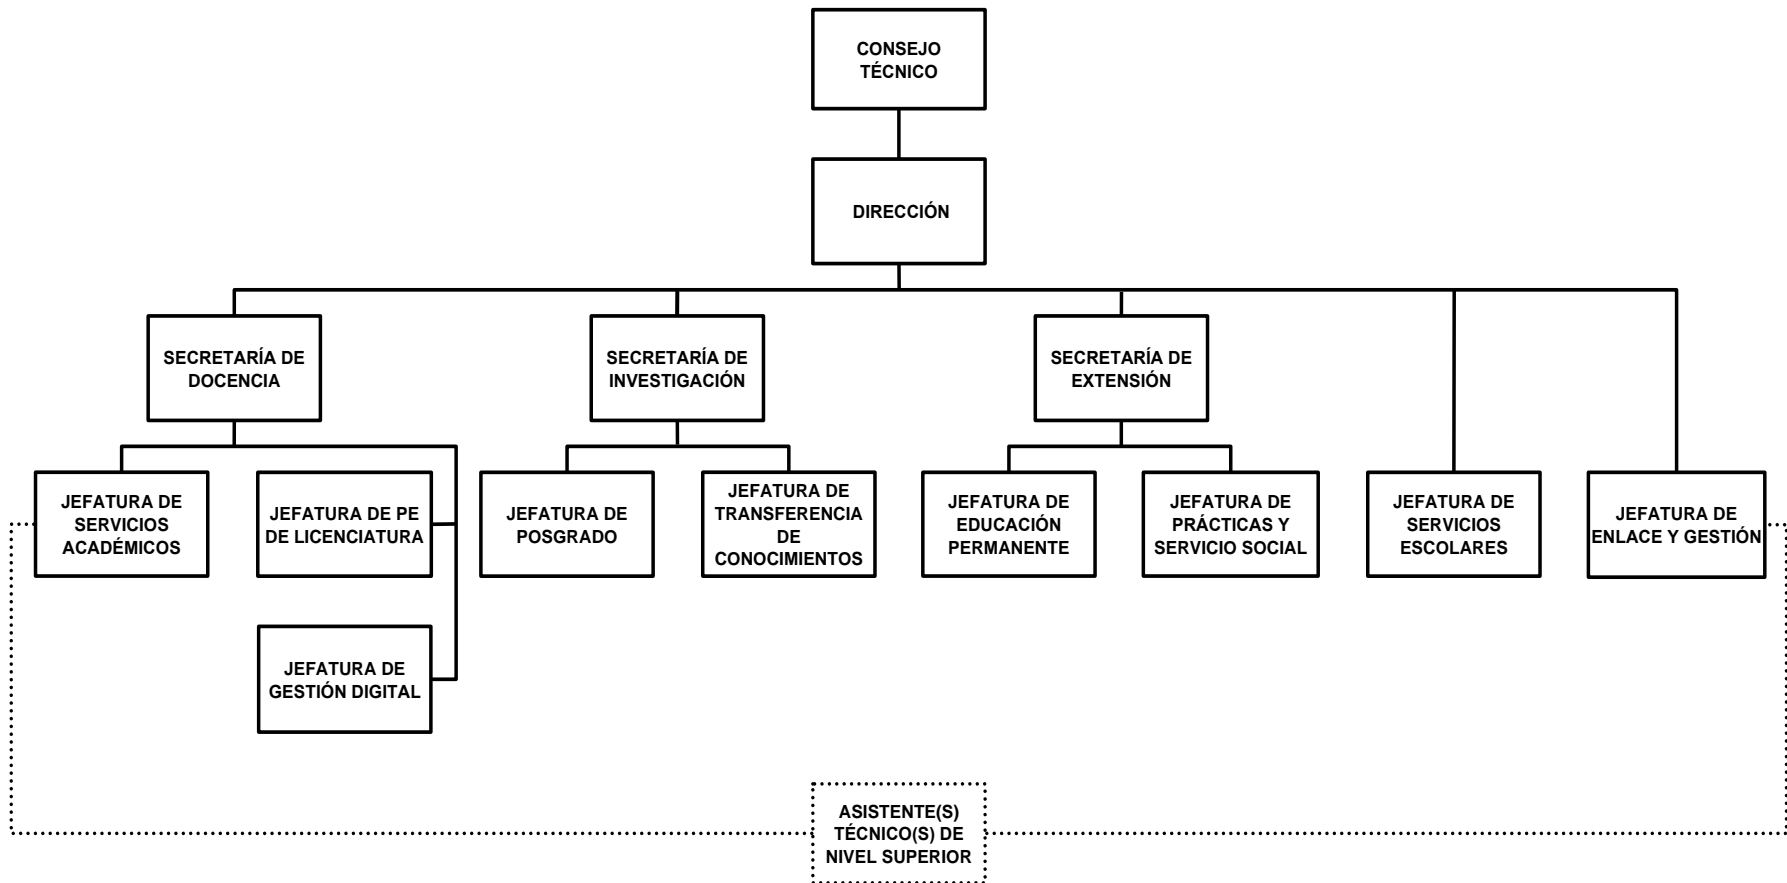 CONSEJO
TÉCNICO
DIRECCIÓN
SECRETARÍA DE
DOCENCIA
SECRETARÍA DE
INVESTIGACIÓN
SECRETARÍA DE
EXTENSIÓN
JEFATURA DE
SERVICIOS
ACADÉMICOS
JEFATURA DE PE
DE LICENCIATURA
JEFATURA DE
POSGRADO
JEFATURA DE
TRANSFERENCIA
DE
CONOCIMIENTOS
JEFATURA DE
EDUCACIÓN
PERMANENTE
JEFATURA DE
PRÁCTICAS Y
SERVICIO SOCIAL
JEFATURA DE
SERVICIOS
ESCOLARES
JEFATURA DE
ENLACE Y GESTIÓN
JEFATURA DE
GESTIÓN DIGITAL
ASISTENTE(S)
TÉCNICO(S) DE
NIVEL SUPERIOR